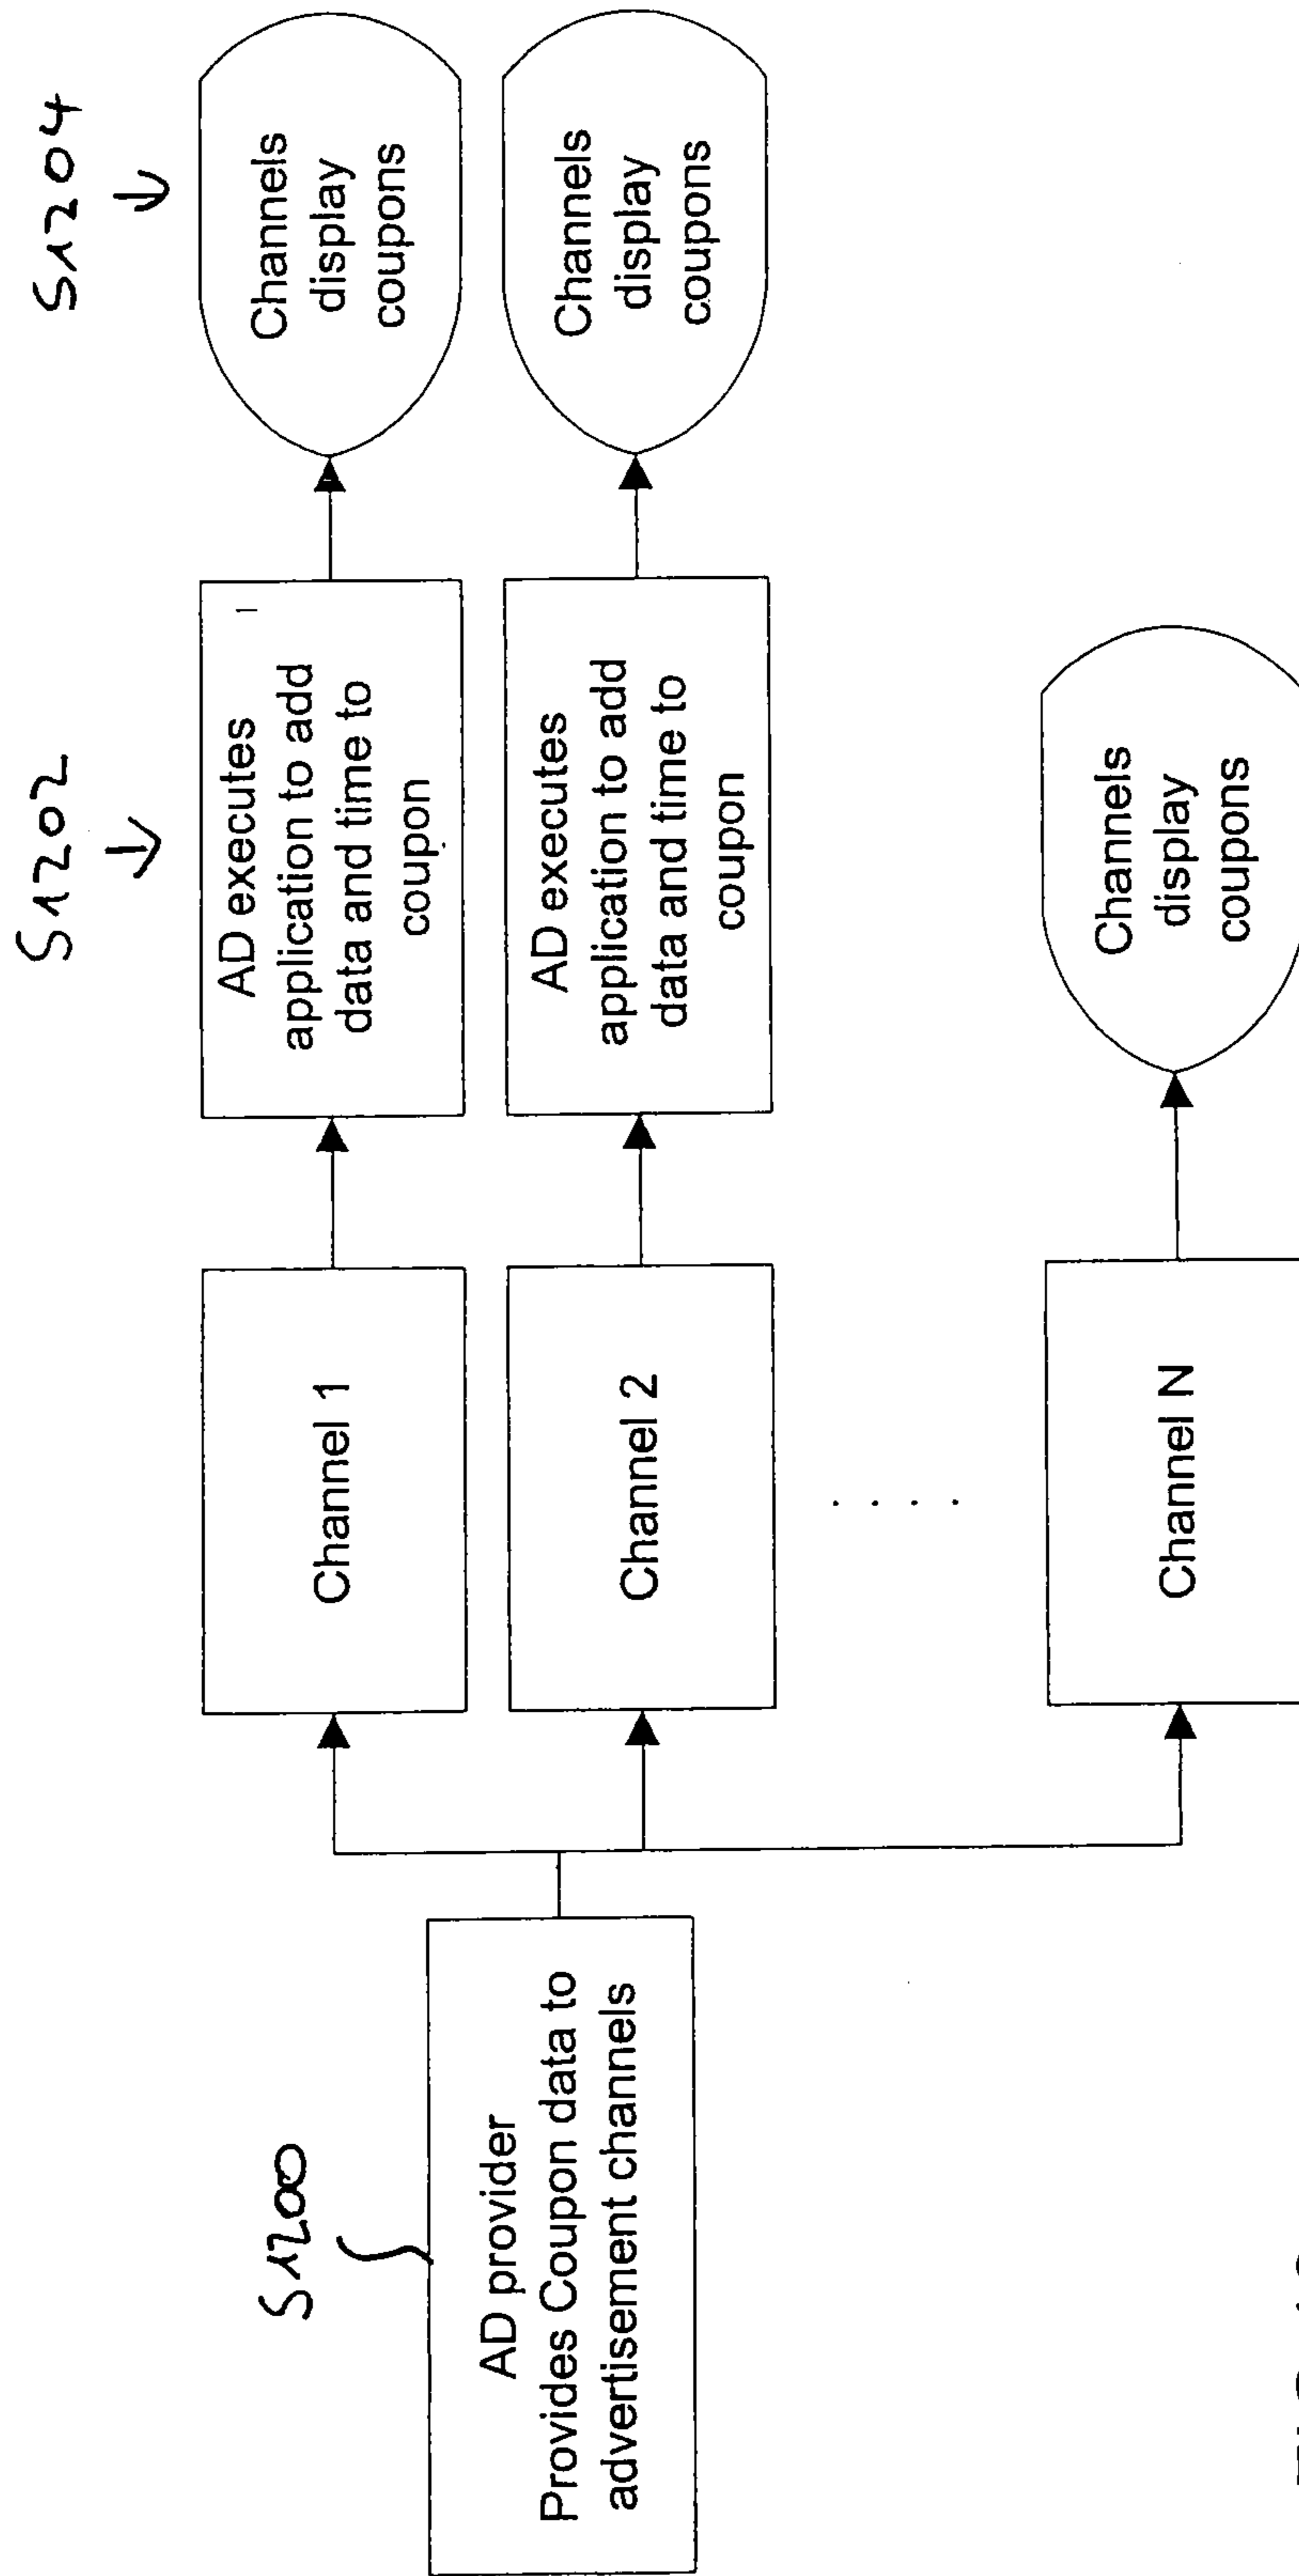 S1200
S1202
S1204
AD provider
Provides Coupon data to
advertisement channels
Channel 1
AD executes
application to add
data and time to
coupon
Channels
display
coupons
Channel 2
AD executes
application to add
data and time to
coupon
Channels
display
coupons
. . . .
Channel N
Channels
display
coupons